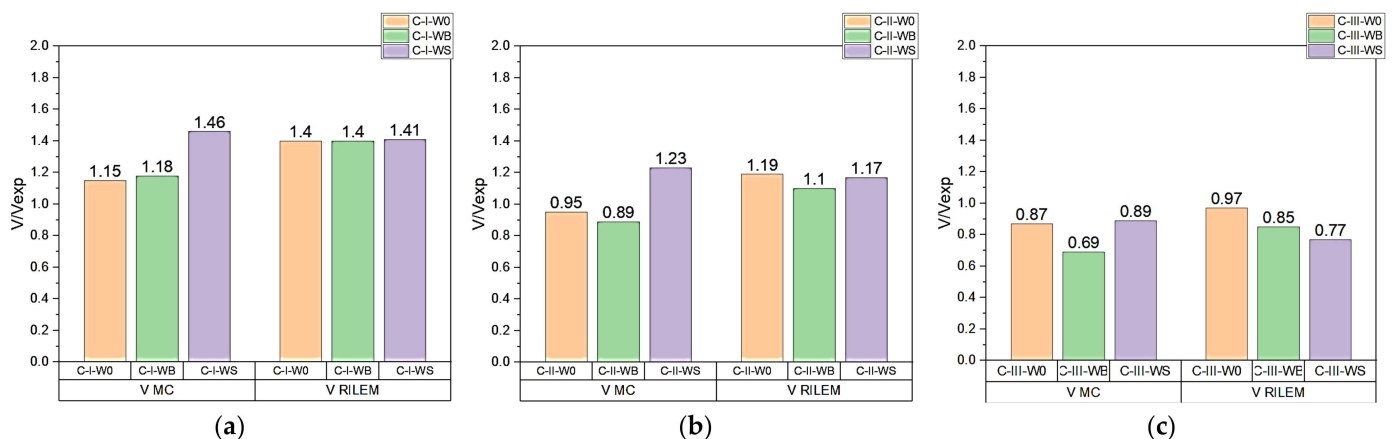 C-I-W0
C-I-WB
C-I-WS
2.0
1.8
1.6
1.4
1.2
1.0
0.8
0.6
0.4
0.2
0.0
V/Vexp
1.15
1.18
1.46
1.4
1.4
1.41
C-I-W0 C-I-WB C-I-WS C-I-W0 C-I-WB C-I-WS
V MC V RILEM
(a)
C-II-W0
C-II-WB
C-II-WS
2.0
1.8
1.6
1.4
1.2
1.0
0.8
0.6
0.4
0.2
0.0
V/Vexp
0.95
0.89
1.23
1.19
1.1
1.17
C-II-W0 C-II-WB C-II-WS C-II-W0 C-II-WB C-II-WS
V MC V RILEM
(b)
C-III-W0
C-III-WB
C-III-WS
2.0
1.8
1.6
1.4
1.2
1.0
0.8
0.6
0.4
0.2
0.0
V/Vexp
0.87
0.69
0.89
0.97
0.85
0.77
C-III-W0 C-III-WB C-III-WS C-III-W0 C-III-WB C-III-WS
V MC V RILEM
(c)